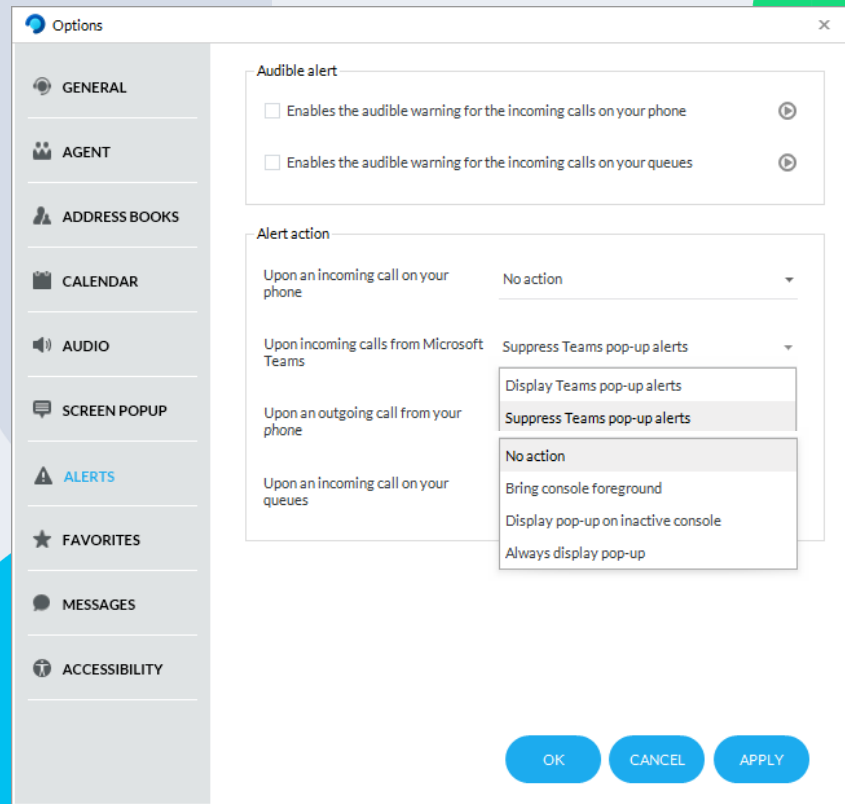 Options
GENERAL
AGENT
ADDRESS BOOKS
CALENDAR
AUDIO
SCREEN POPUP
ALERTS
FAVORITES
MESSAGES
ACCESSIBILITY
Audible alert
Enables the audible warning for the incoming calls on your phone
Enables the audible warning for the incoming calls on your queues
Alert action
Upon an incoming call on your
phone
No action
Upon incoming calls from Microsoft
Teams
Suppress Teams pop-up alerts
Display Teams pop-up alerts
Suppress Teams pop-up alerts
Upon an outgoing call from your
phone
Upon an incoming call on your
queues
No action
Bring console foreground
Display pop-up on inactive console
Always display pop-up
OK
CANCEL
APPLY